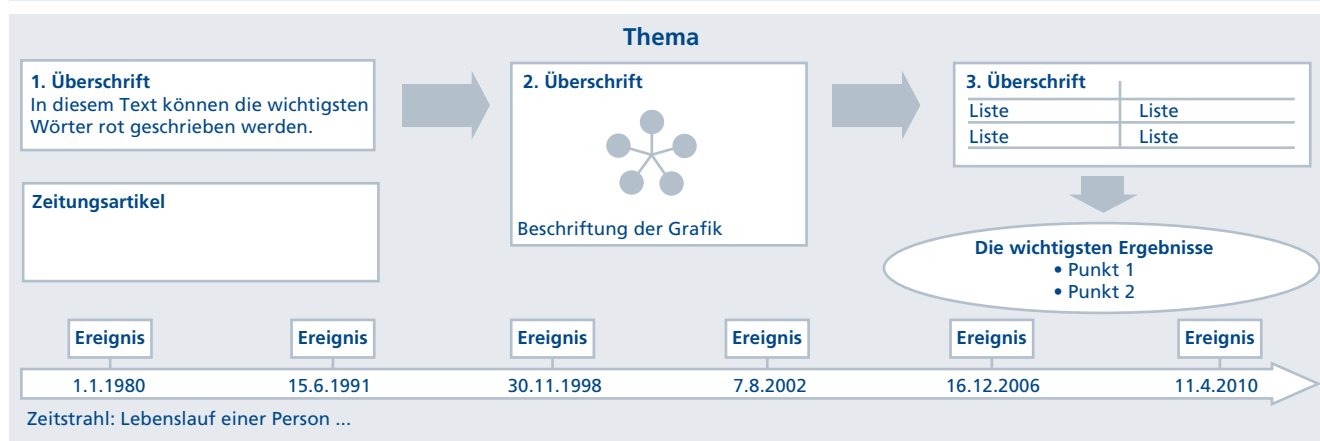 Thema
1. Überschrift
In diesem Text können die wichtigsten
Wörter rot geschrieben werden.
Zeitungsartikel
2. Überschrift
Beschriftung der Grafik
3. Überschrift
Liste Liste
Liste Liste
Die wichtigsten Ergebnisse
• Punkt 1
• Punkt 2
Ereignis Ereignis Ereignis Ereignis Ereignis Ereignis
1.1.1980 15.6.1991 30.11.1998 7.8.2002 16.12.2006 11.4.2010
Zeitstrahl: Lebenslauf einer Person ...